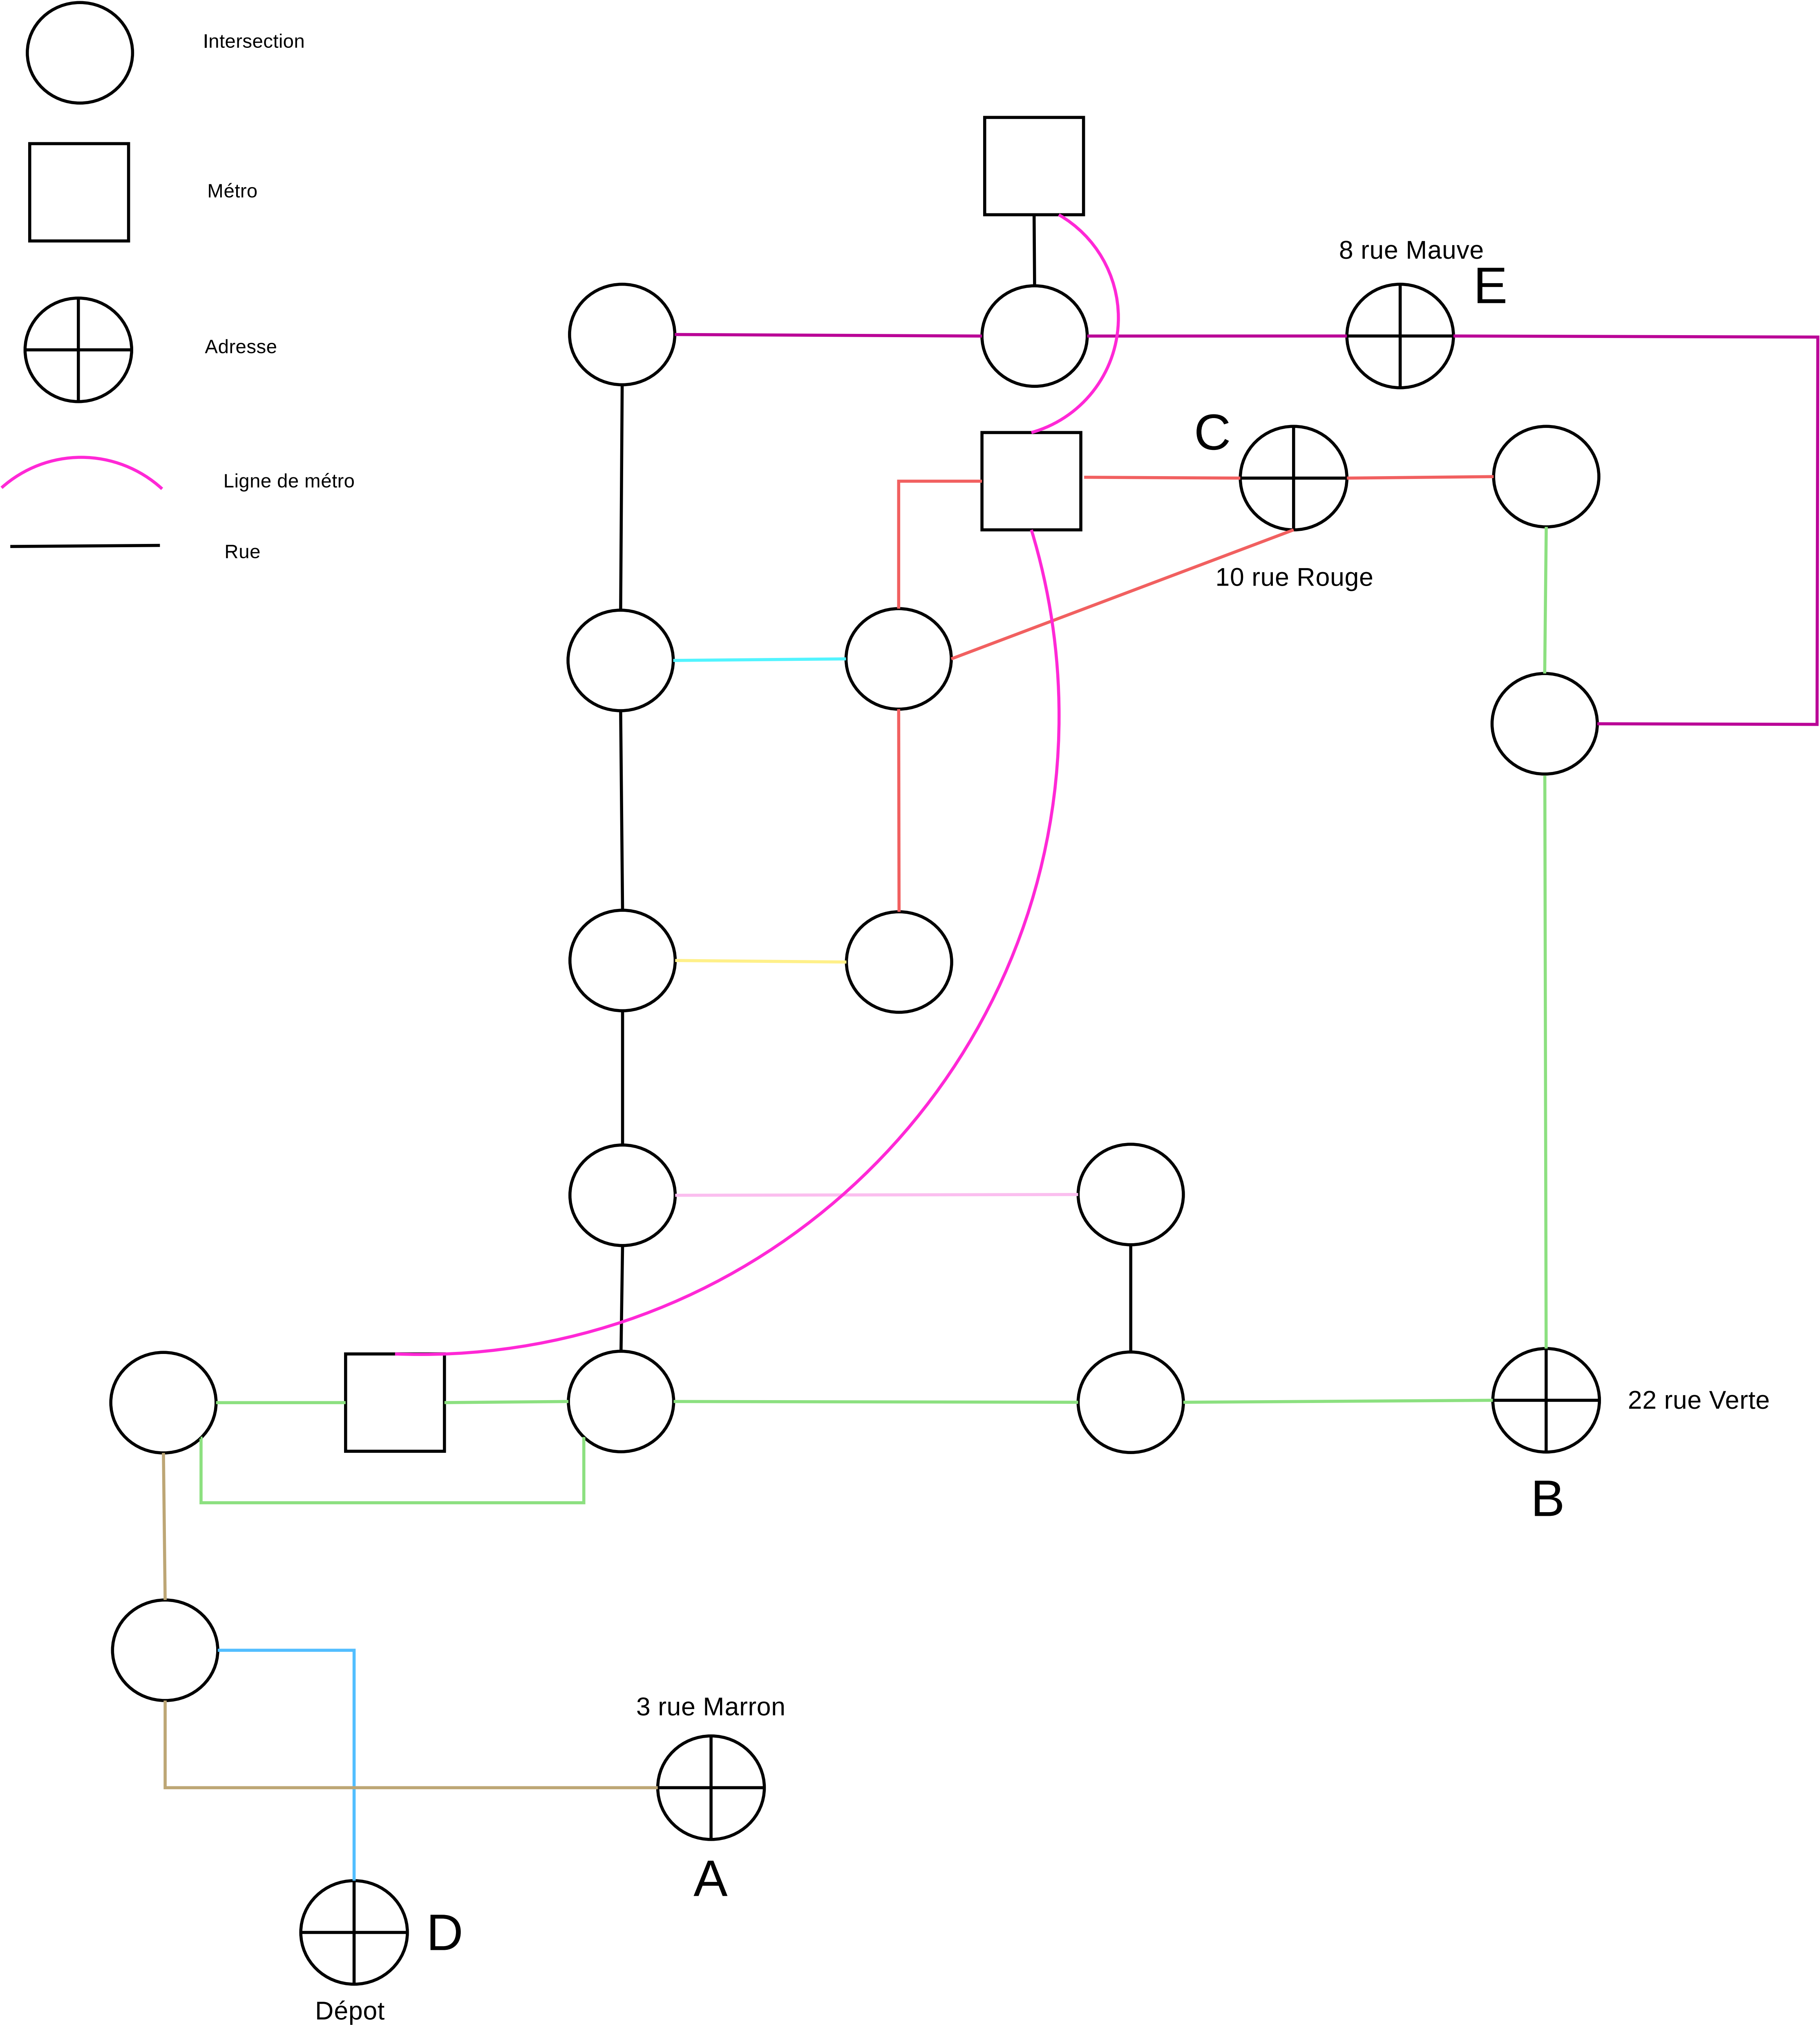 Intersection
Métro
Adresse
Ligne de métro
Rue
8 rue Mauve
E
C
10 rue Rouge
22 rue Verte
B
3 rue Marron
A
D
Dépot